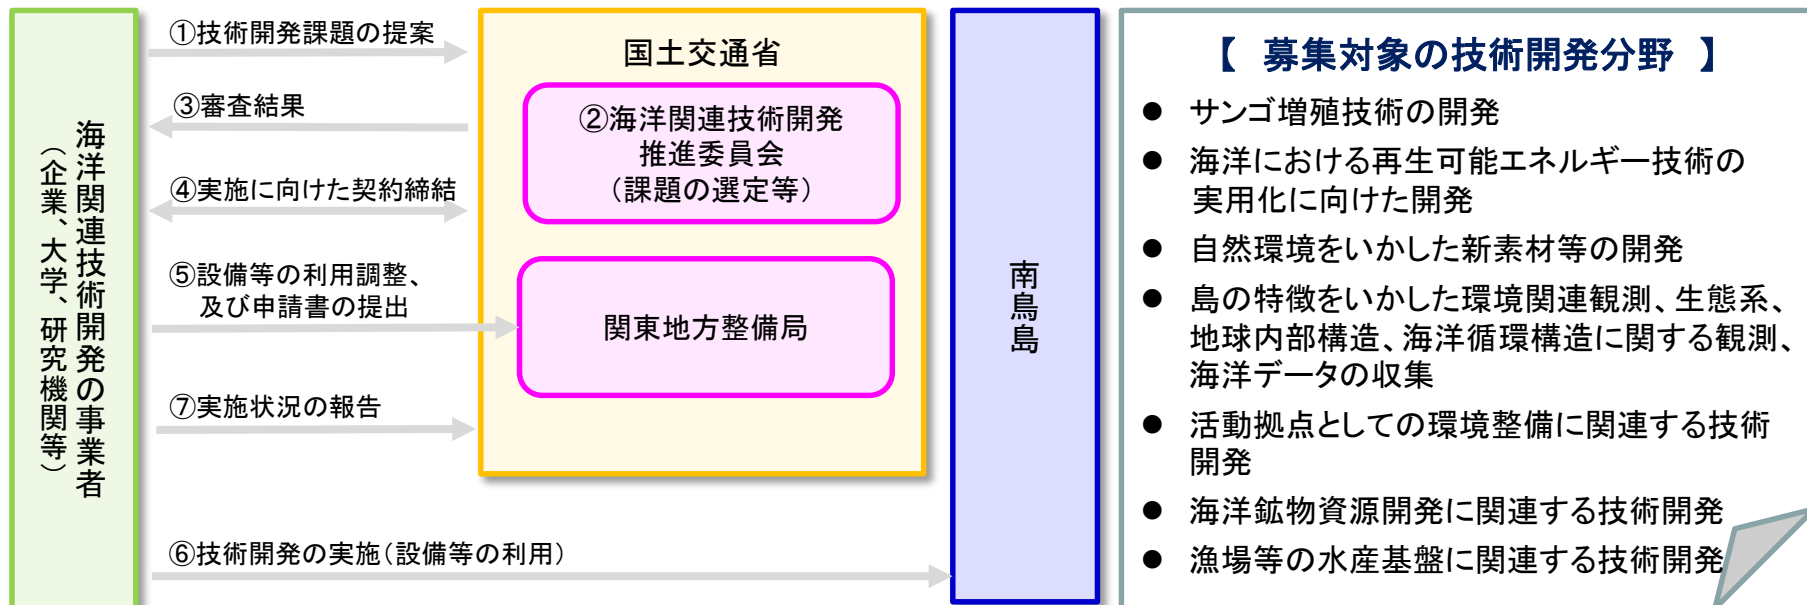 海洋関連技術開発の事業者
（企業、大学、研究機関等）
①技術開発課題の提案
③審査結果
④実施に向けた契約締結
⑤設備等の利用調整、
及び申請書の提出
⑦実施状況の報告
⑥技術開発の実施（設備等の利用）
国土交通省
②海洋関連技術開発
推進委員会
（課題の選定等）
関東地方整備局
南鳥島
【 募集対象の技術開発分野 】
● サンゴ増殖技術の開発
● 海洋における再生可能エネルギー技術の
実用化に向けた開発
● 自然環境をいかした新素材等の開発
● 島の特徴をいかした環境関連観測、生態系、
地球内部構造、海洋循環構造に関する観測、
海洋データの収集
● 活動拠点としての環境整備に関連する技術
開発
● 海洋鉱物資源開発に関連する技術開発
● 漁場等の水産基盤に関連する技術開発